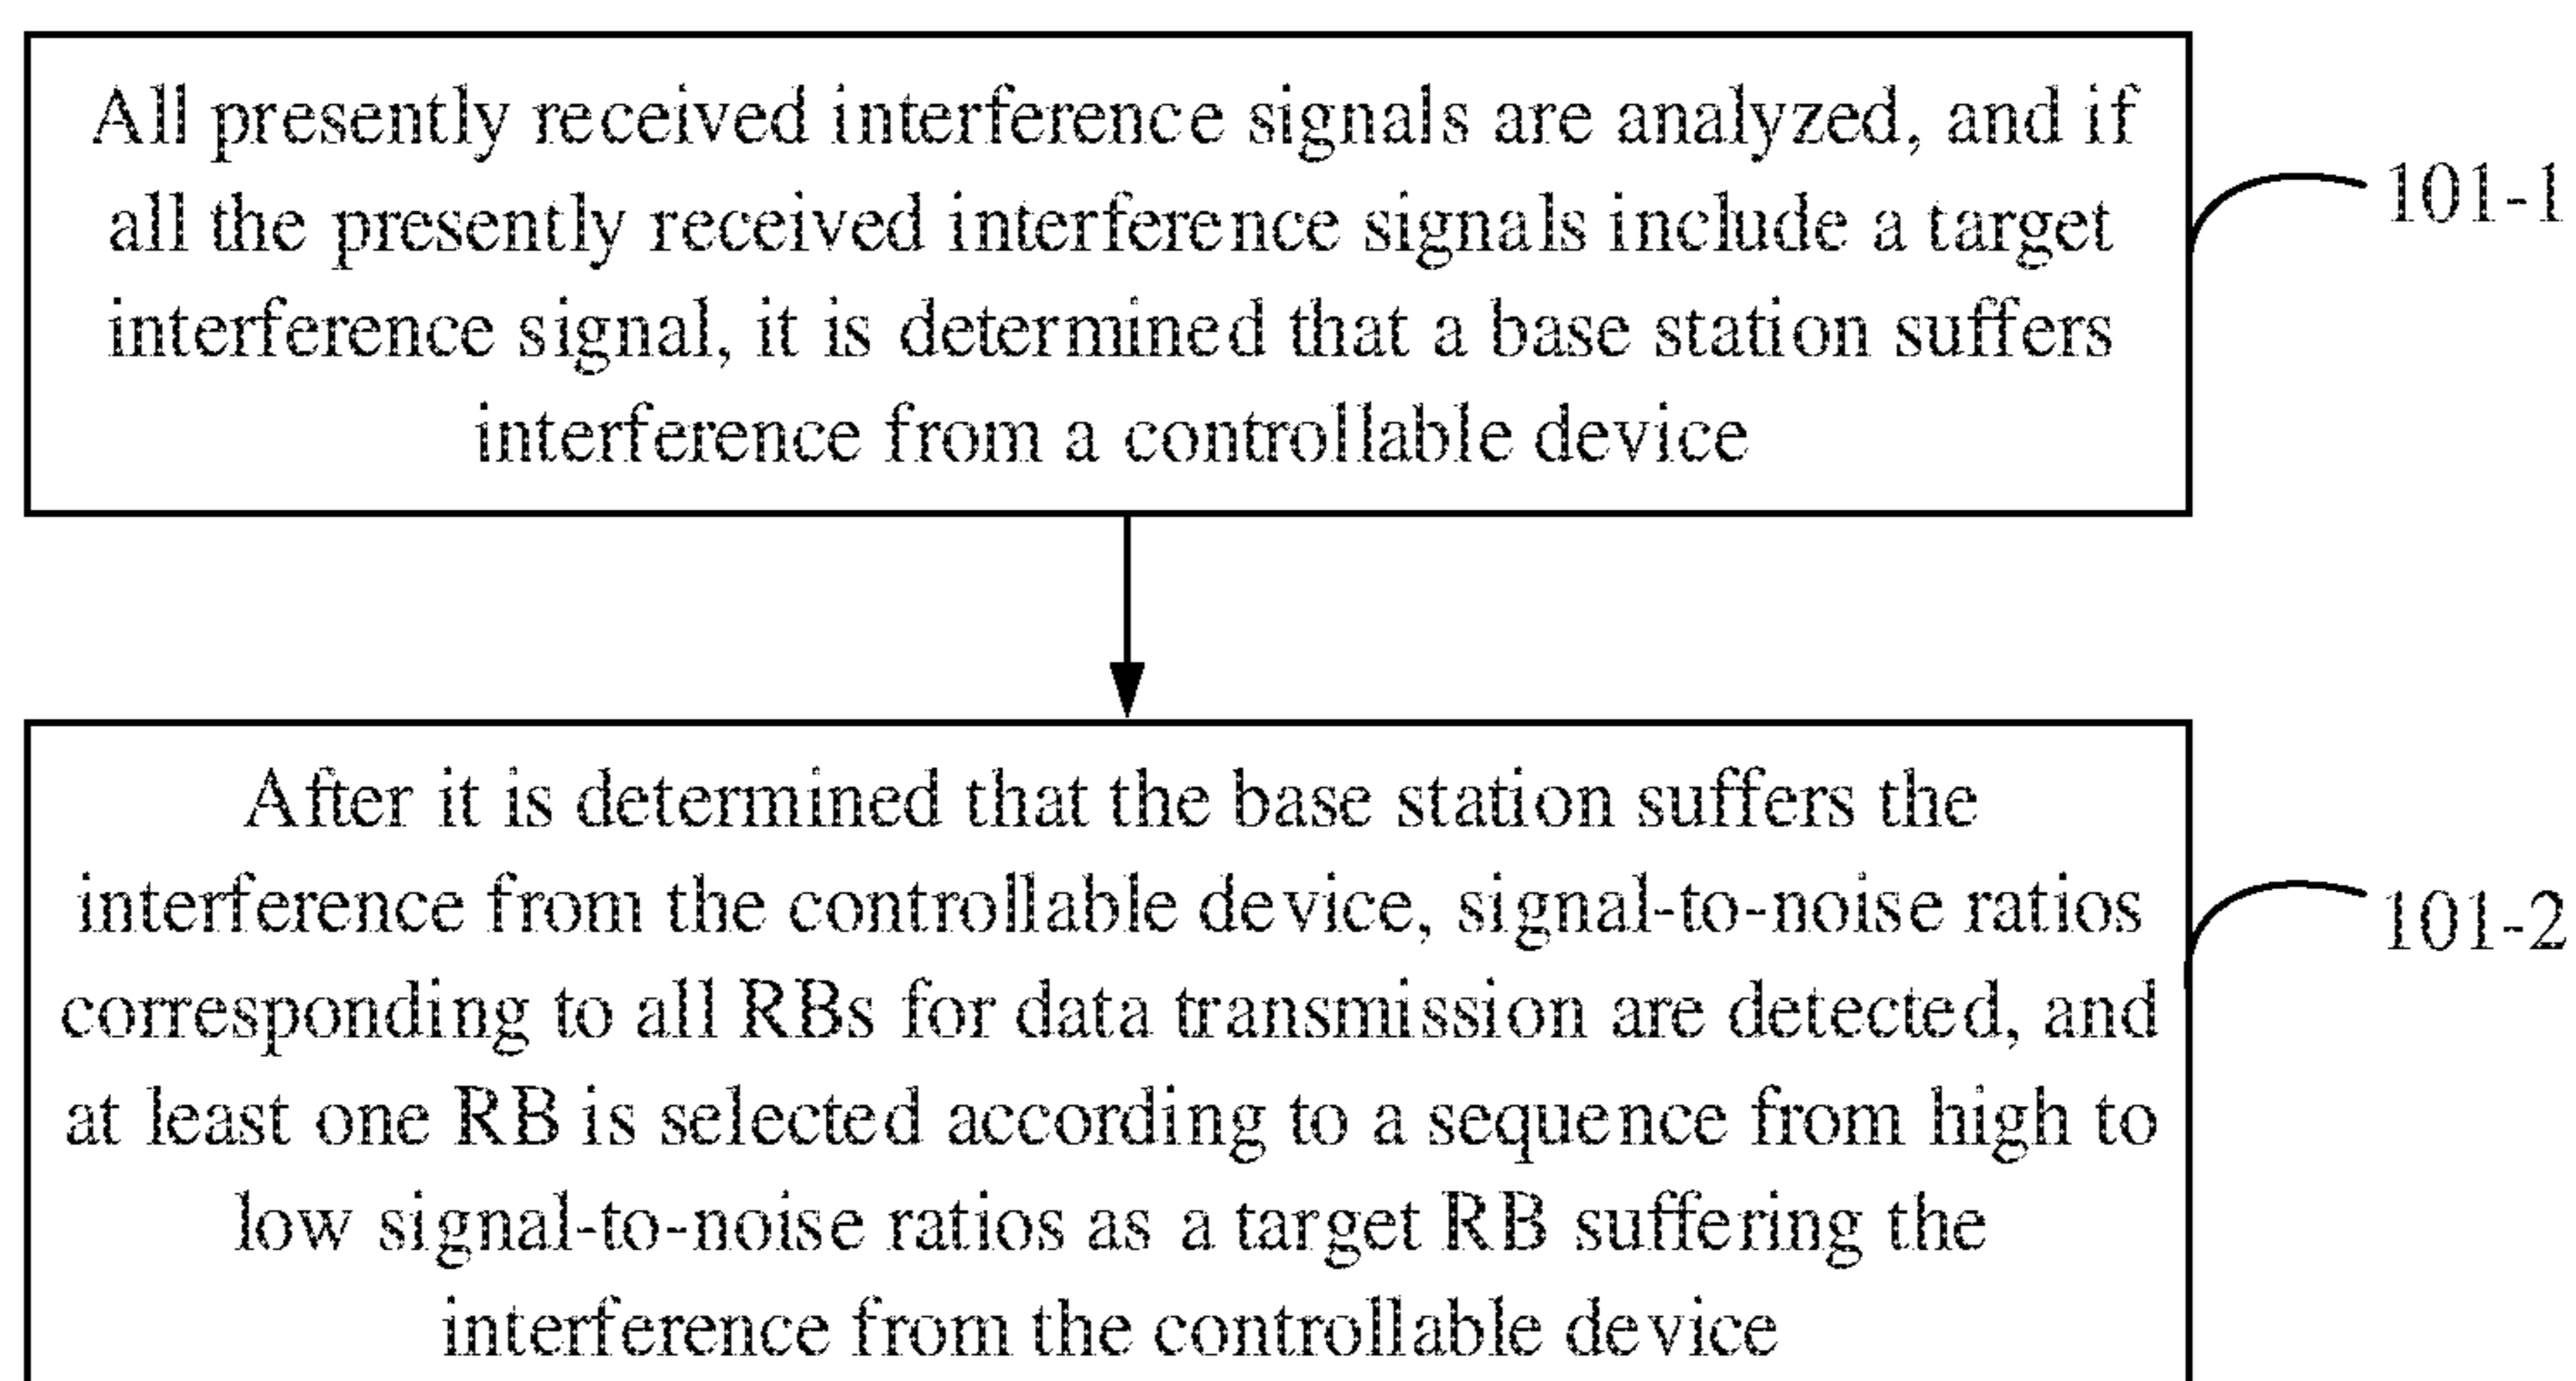 All presently received interference signals are analyzed, and if
all the presently received interference signals include a target
interference signal, it is determined that a base station suffers
interference from a controllable device
101-1
After it is determined that the base station suffers the
interference from the controllable device, signal-to-noise ratios
corresponding to all RBs for data transmission are detected, and
at least one RB is selected according to a sequence from high to
low signal-to-noise ratios as a target RB suffering the
interference from the controllable device
101-2